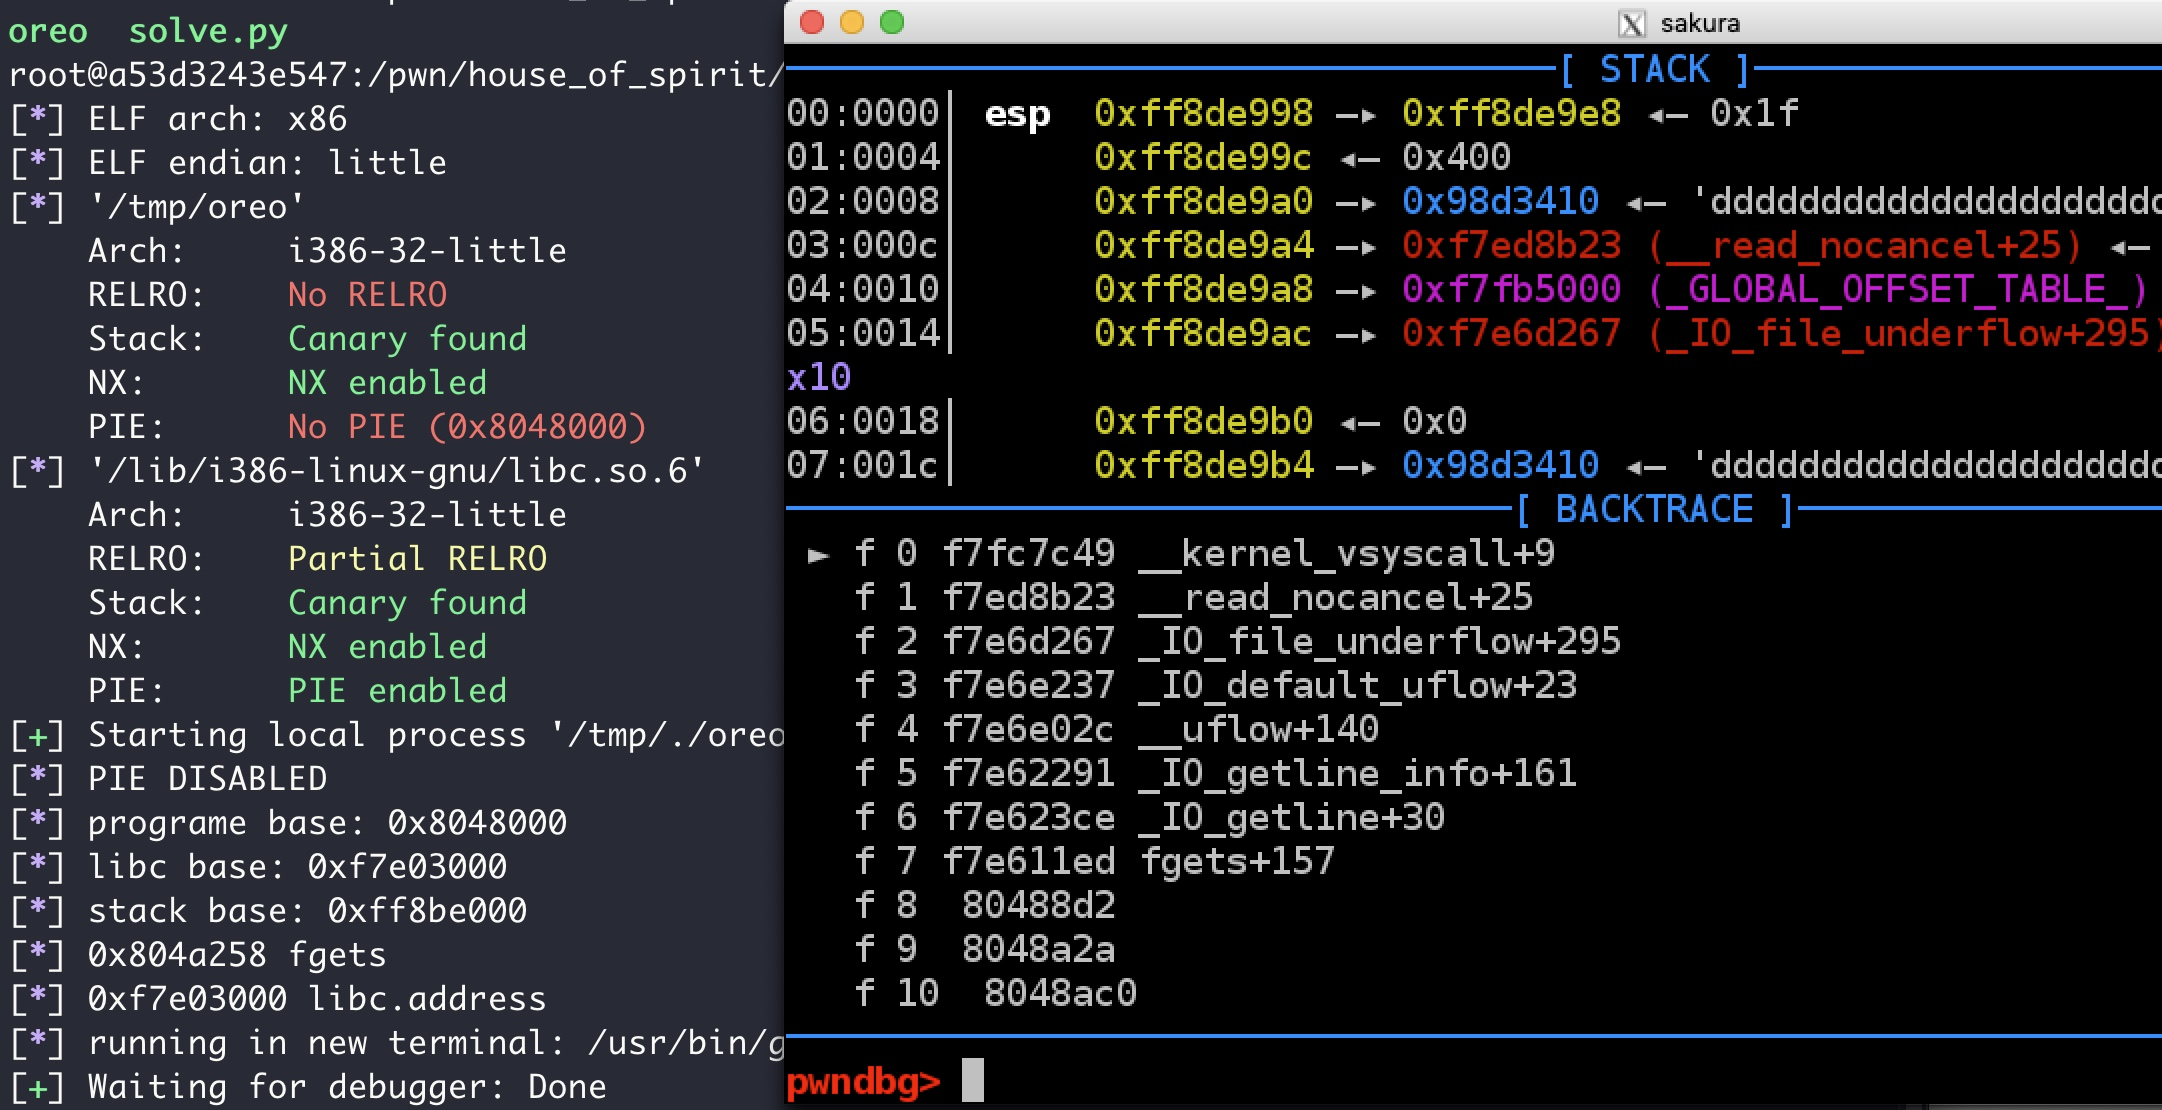 oreo  solve.py
root@a53d3243e547:/pwn/house_of_spirit/
[*] ELF arch: x86
[*] ELF endian: little
[*] '/tmp/oreo'
    Arch:     i386-32-little
    RELRO:    No RELRO
    Stack:    Canary found
    NX:       NX enabled
    PIE:      No PIE (0x8048000)
[*] '/lib/i386-linux-gnu/libc.so.6'
    Arch:     i386-32-little
    RELRO:    Partial RELRO
    Stack:    Canary found
    NX:       NX enabled
    PIE:      PIE enabled
[+] Starting local process '/tmp/./oreo
[*] PIE DISABLED
[*] programe base: 0x8048000
[*] libc base: 0xf7e03000
[*] stack base: 0xff8be000
[*] 0x804a258 fgets
[*] 0xf7e03000 libc.address
[*] running in new terminal: /usr/bin/g
[+] Waiting for debugger: Done
sakura
[ STACK ]
00:0000│ esp  0xff8de998 —▸ 0xff8de9e8 ◂— 0x1f
01:0004│      0xff8de99c ◂— 0x400
02:0008│      0xff8de9a0 —▸ 0x98d3410 ◂— 'dddddddddddddddddddd
03:000c│      0xff8de9a4 —▸ 0xf7ed8b23 (__read_nocancel+25) ◂—
04:0010│      0xff8de9a8 —▸ 0xf7fb5000 (_GLOBAL_OFFSET_TABLE_)
05:0014│      0xff8de9ac —▸ 0xf7e6d267 (_IO_file_underflow+295)
x10
06:0018│      0xff8de9b0 ◂— 0x0
07:001c│      0xff8de9b4 —▸ 0x98d3410 ◂— 'dddddddddddddddddddd
[ BACKTRACE ]
► f 0 f7fc7c49 __kernel_vsyscall+9
  f 1 f7ed8b23 __read_nocancel+25
  f 2 f7e6d267 _IO_file_underflow+295
  f 3 f7e6e237 _IO_default_uflow+23
  f 4 f7e6e02c __uflow+140
  f 5 f7e62291 _IO_getline_info+161
  f 6 f7e623ce _IO_getline+30
  f 7 f7e611ed fgets+157
  f 8  80488d2
  f 9  8048a2a
  f 10  8048ac0
pwndbg>